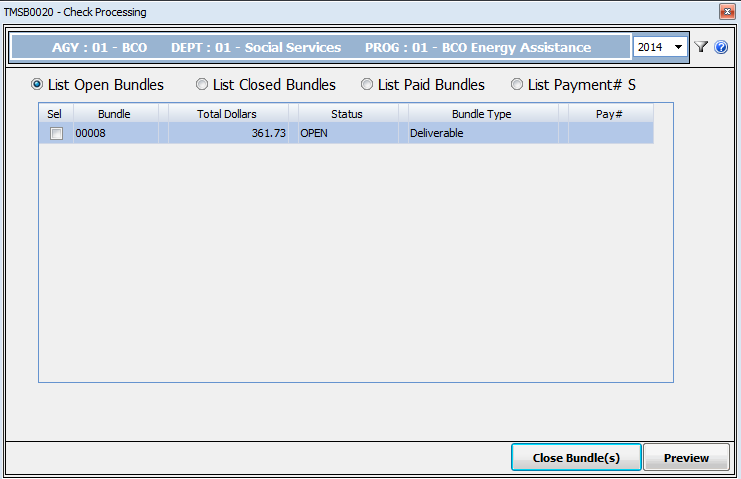 TMSB0020 - Check Processing
AGY : 01 - BCO DEPT : 01 - Social Services PROG : 01 - BCO Energy Assistance 2014
List Open Bundles List Closed Bundles List Paid Bundles List Payment# S
Sel Bundle Total Dollars Status Bundle Type Pay#
00008 361.73 OPEN Deliverable
Close Bundle(s) Preview